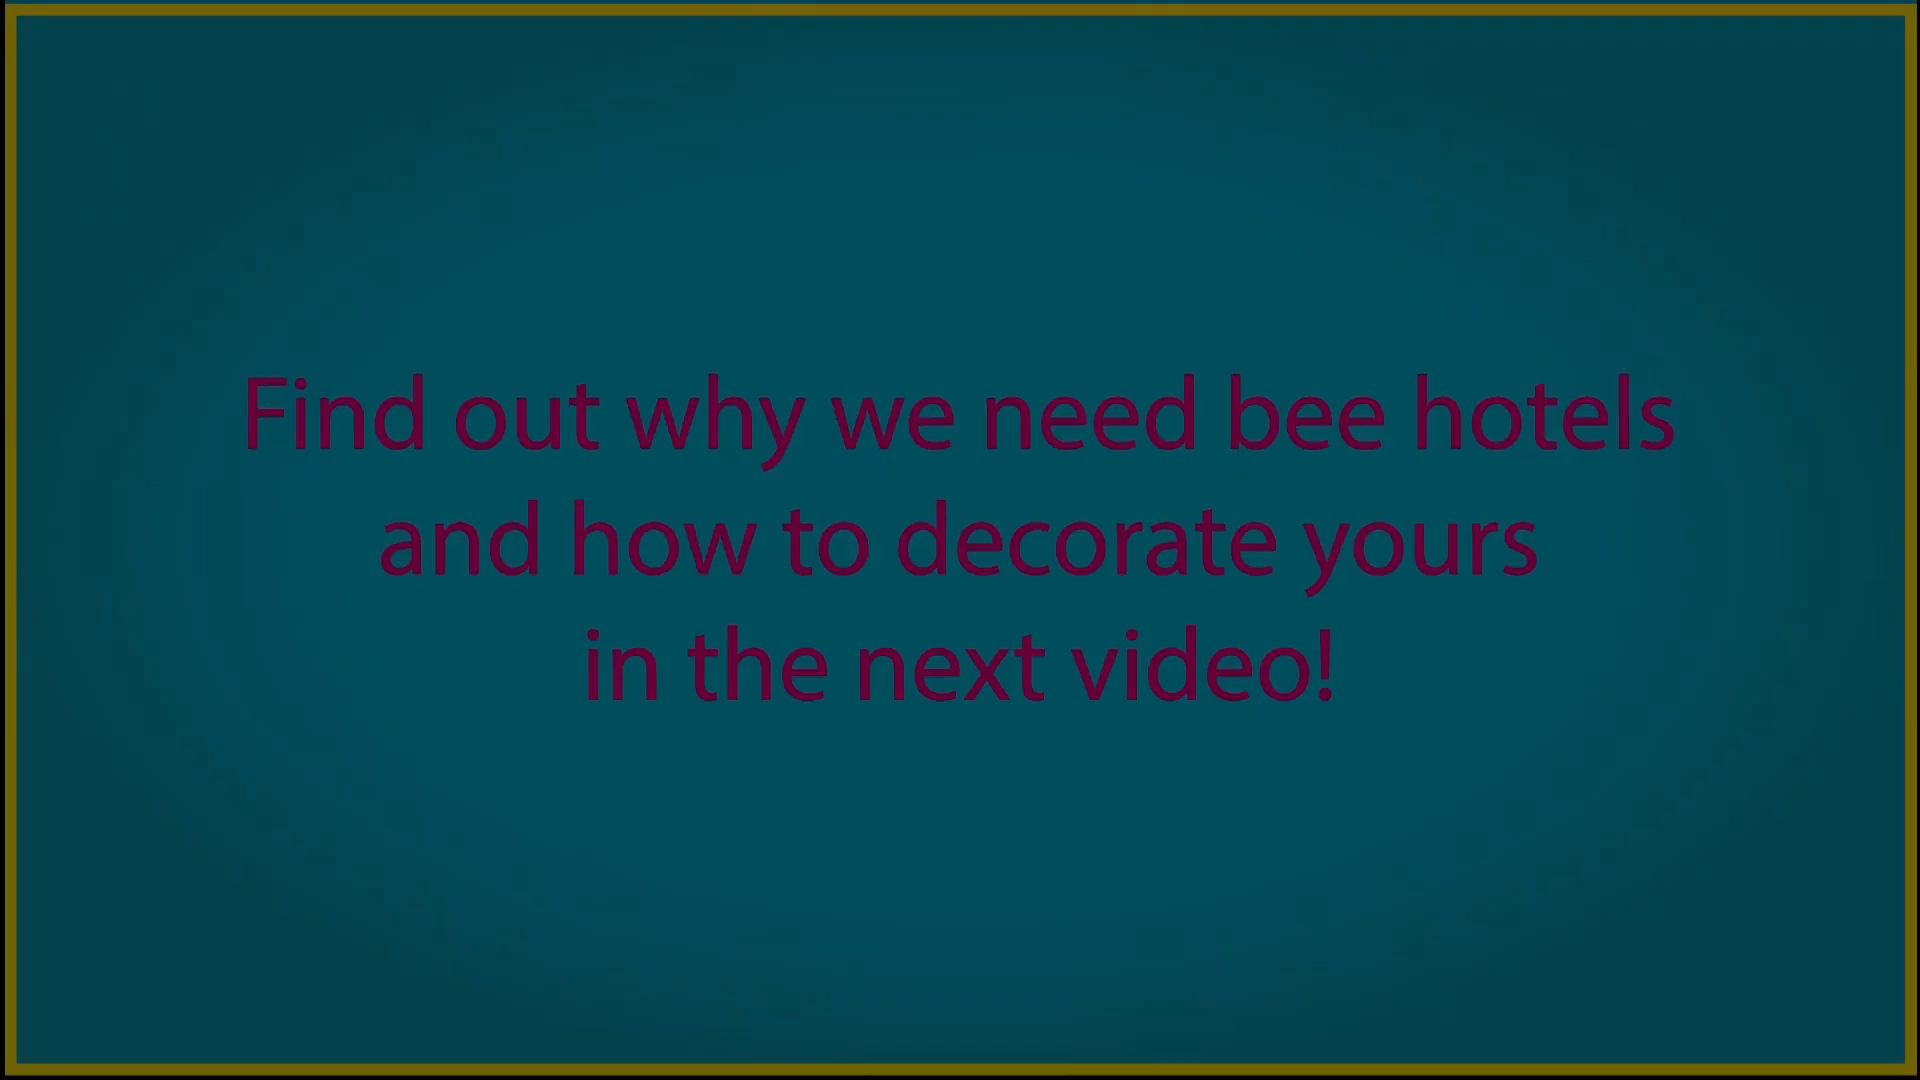 Find out why we need bee hotels
and how to decorate yours
in the next video!